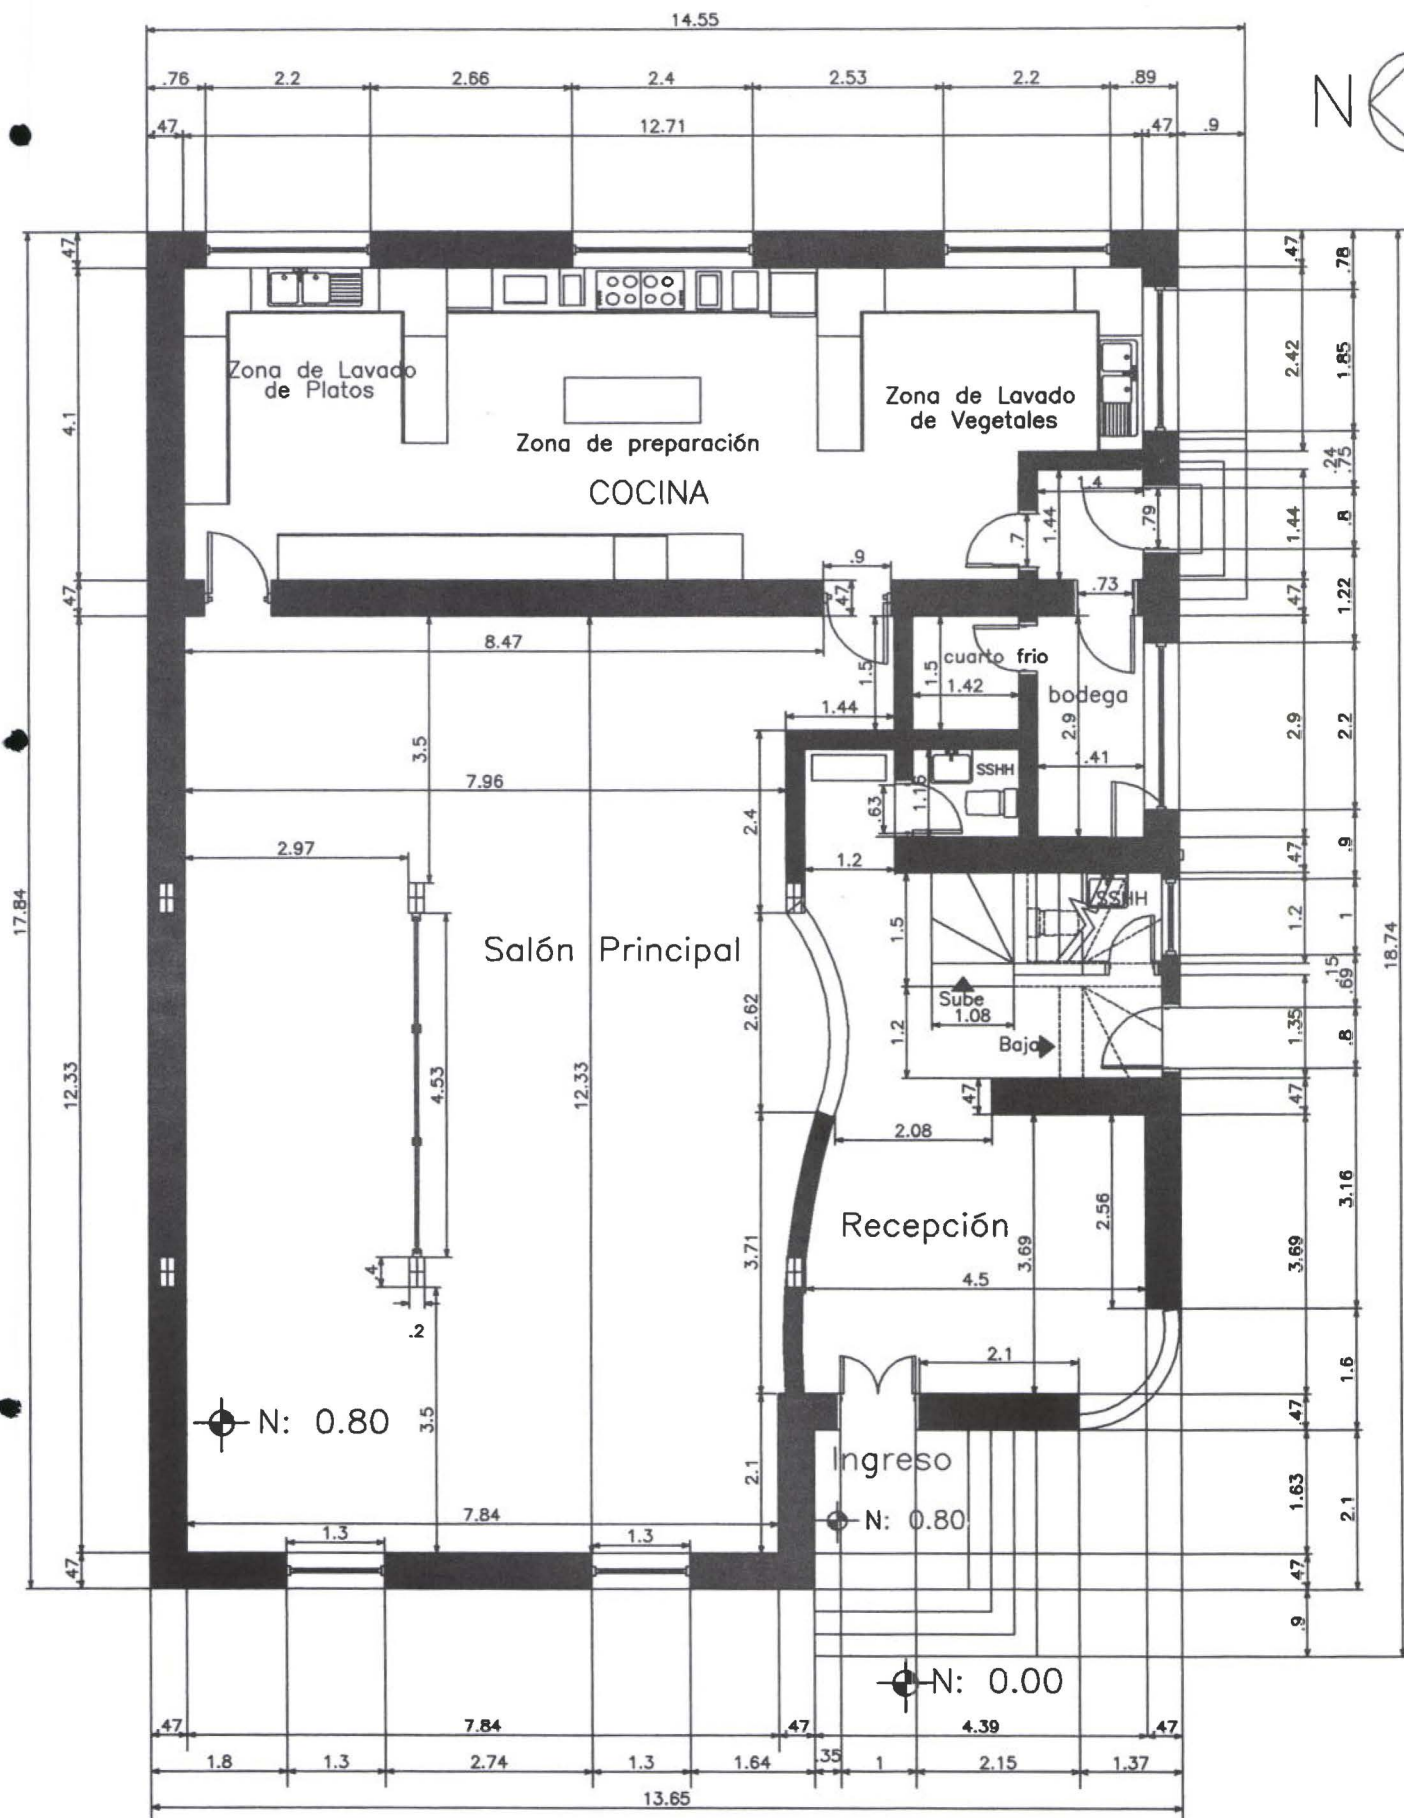 14.55
.76 2.2 2.66 2.4 2.53 2.2 .89
.47 12.71 .47 .9
N
.47 .47 .78
Zona de Lavado
de Platos
Zona de Lavado
de Vegetales
2.42 1.85
4.1
Zona de preparación
COCINA
.24 .75
1.4
.7 1.44 .79 1.44 .8
.9
.47 .47 .73 .47 1.22
8.47
1.5 1.5
cuarto frio
1.42
bodega
1.44
3.5 2.9 2.9 2.2
7.96
1.41
SSHH
.63 1.16
2.4
2.97
1.2
.47 .9
17.84
SSHH
Salón Principal
1.5 1.2 1
18.74
.15 .69
Sube
1.08
2.62 1.2
Baja
1.35 .8
12.33 4.53 12.33
.47 .47
2.08
Recepción
2.56 3.16
3.71 3.69 3.69
4.5
.4
.2
2.1 1.6
N: 0.80
3.5 .47
Ingreso
2.1
N: 0.80
1.63 2.1
7.84
1.3 1.3
.47 .47
.9
N: 0.00
.47 7.84 .47 4.39 .47
1.8 1.3 2.74 1.3 1.64 .35 1 2.15 1.37
13.65